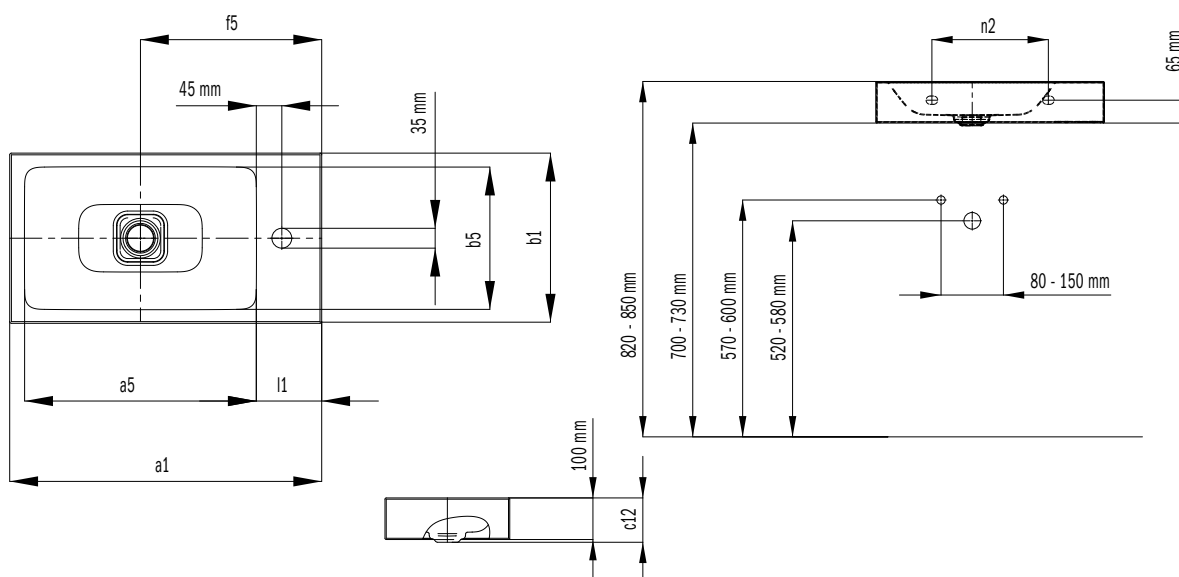 f5
45 mm
35 mm
b5
b1
a5
l1
a1
100 mm
c12
n2
65 mm
820 - 850 mm
700 - 730 mm
570 - 600 mm
520 - 580 mm
80 - 150 mm